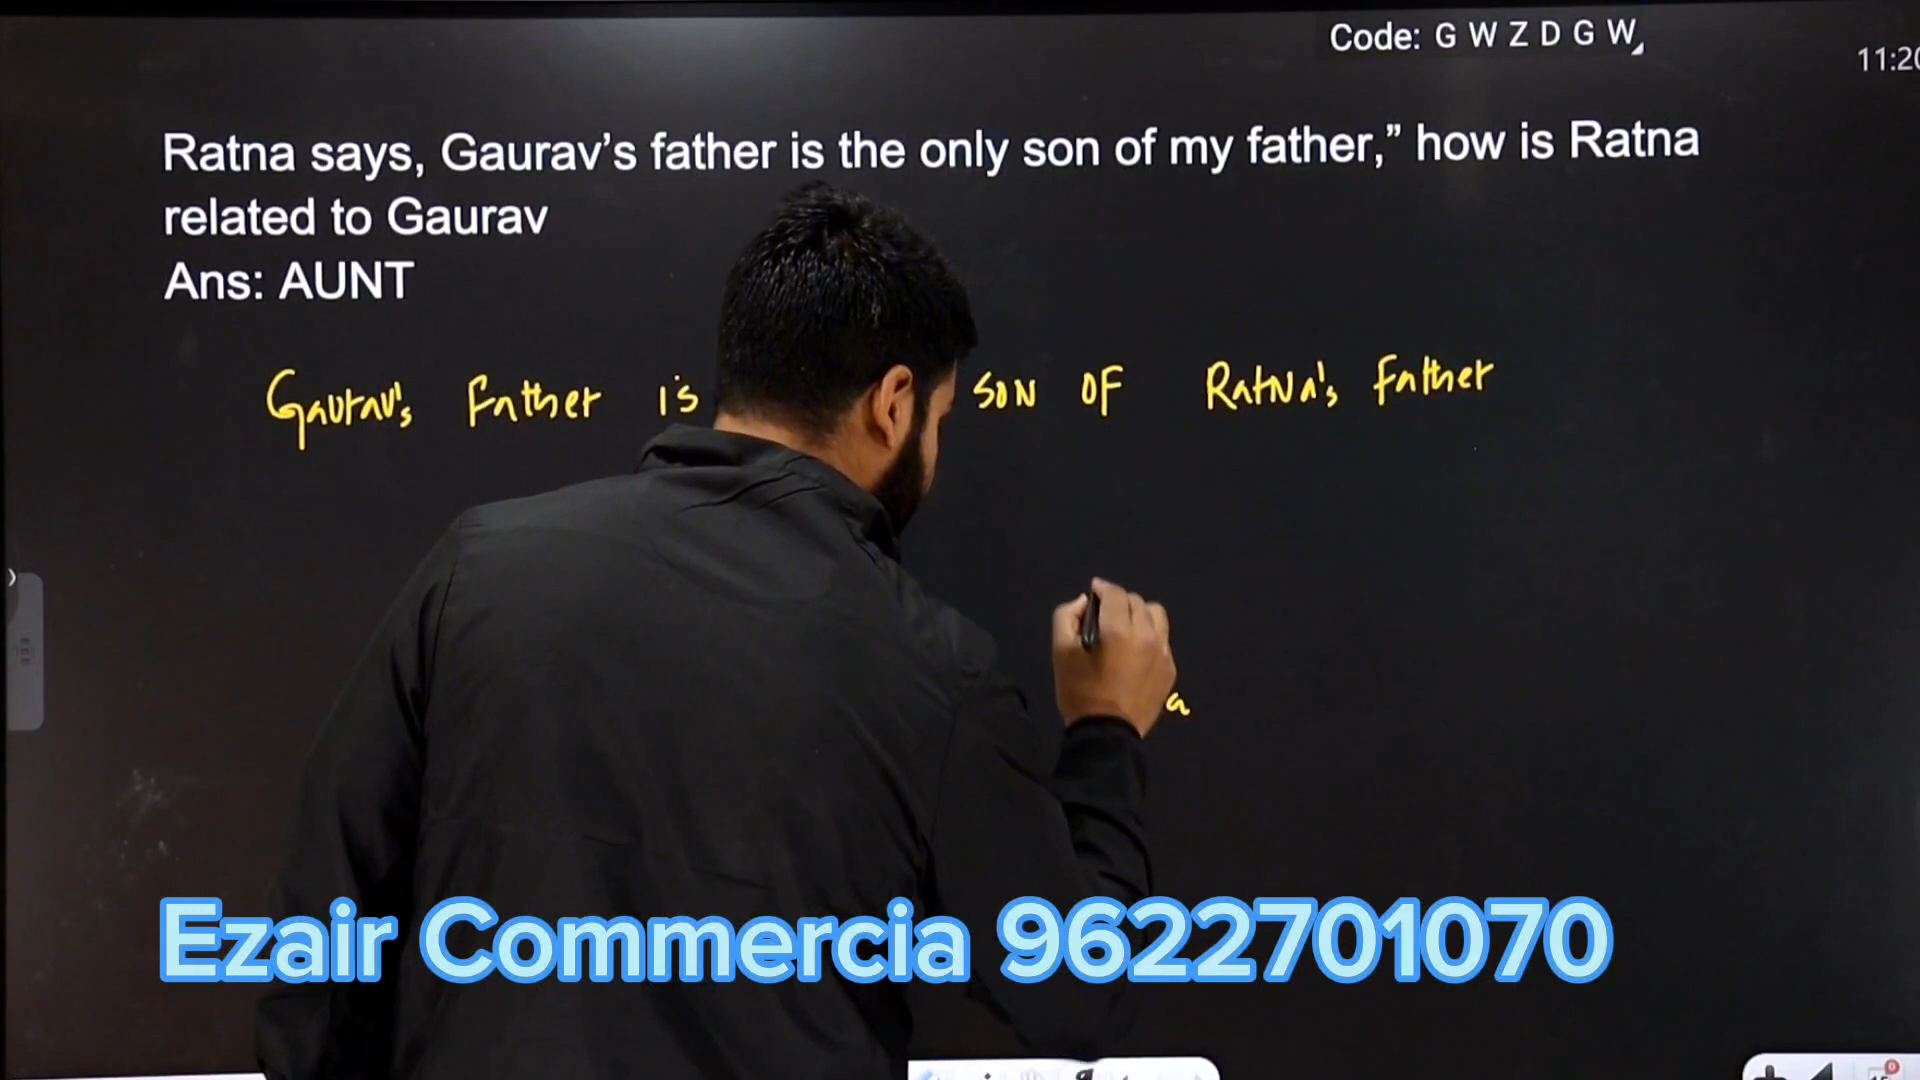 Code: G W Z D G W
11:20
Ratna says, Gaurav’s father is the only son of my father,” how is Ratna
related to Gaurav
Ans: AUNT
Gaurav's Father is son of Ratna's Father
a
Ezair Commercia 9622701070